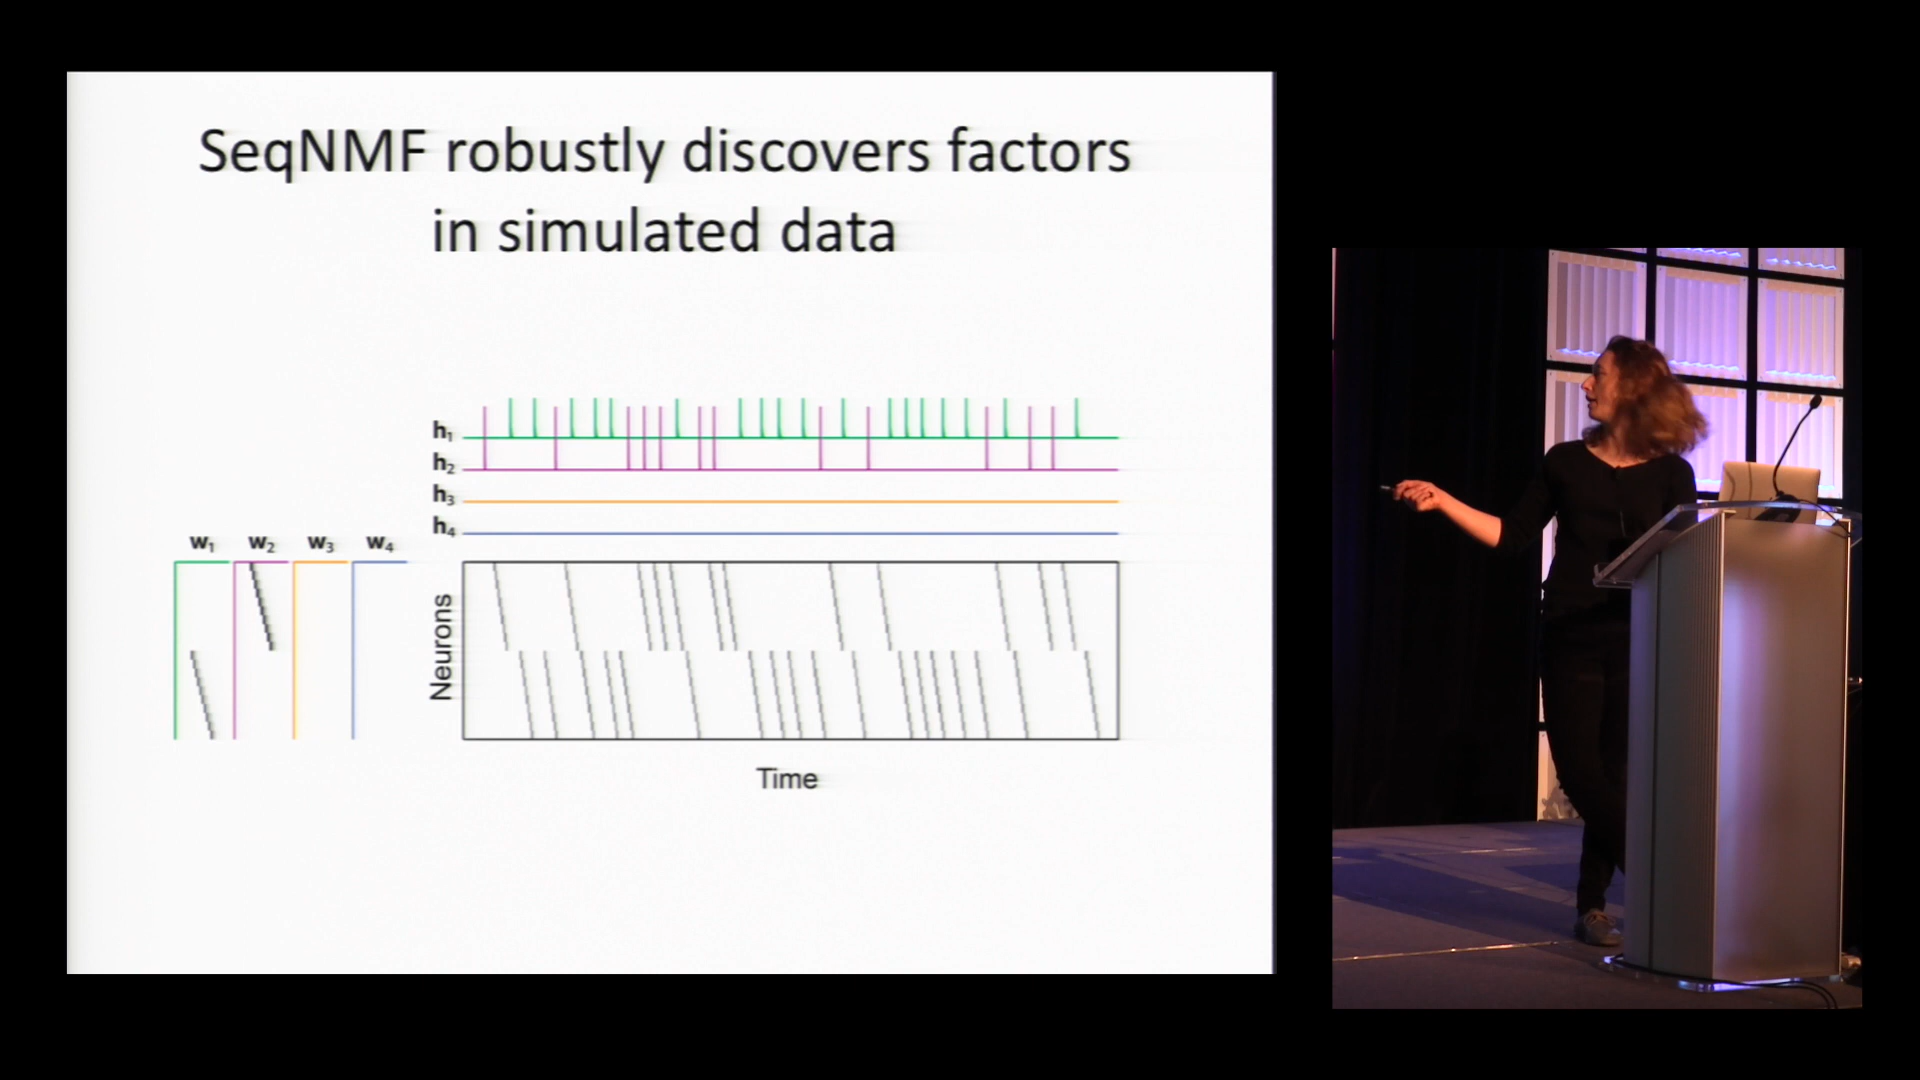 SeqNMF robustly discovers factors
in simulated data
h₁
h₂
h₃
h₄
w₁ w₂ w₃ w₄
Neurons
Time